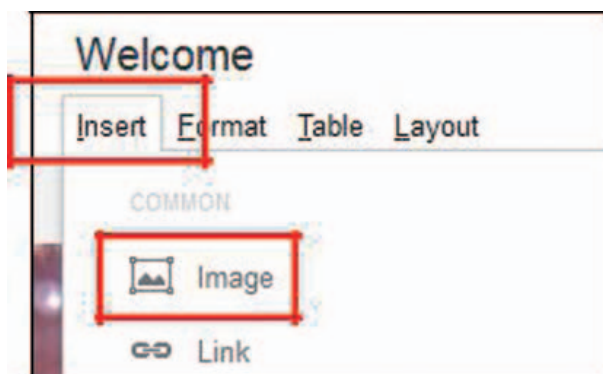 Welcome
Insert Format Table Layout
COMMON
Image
Link